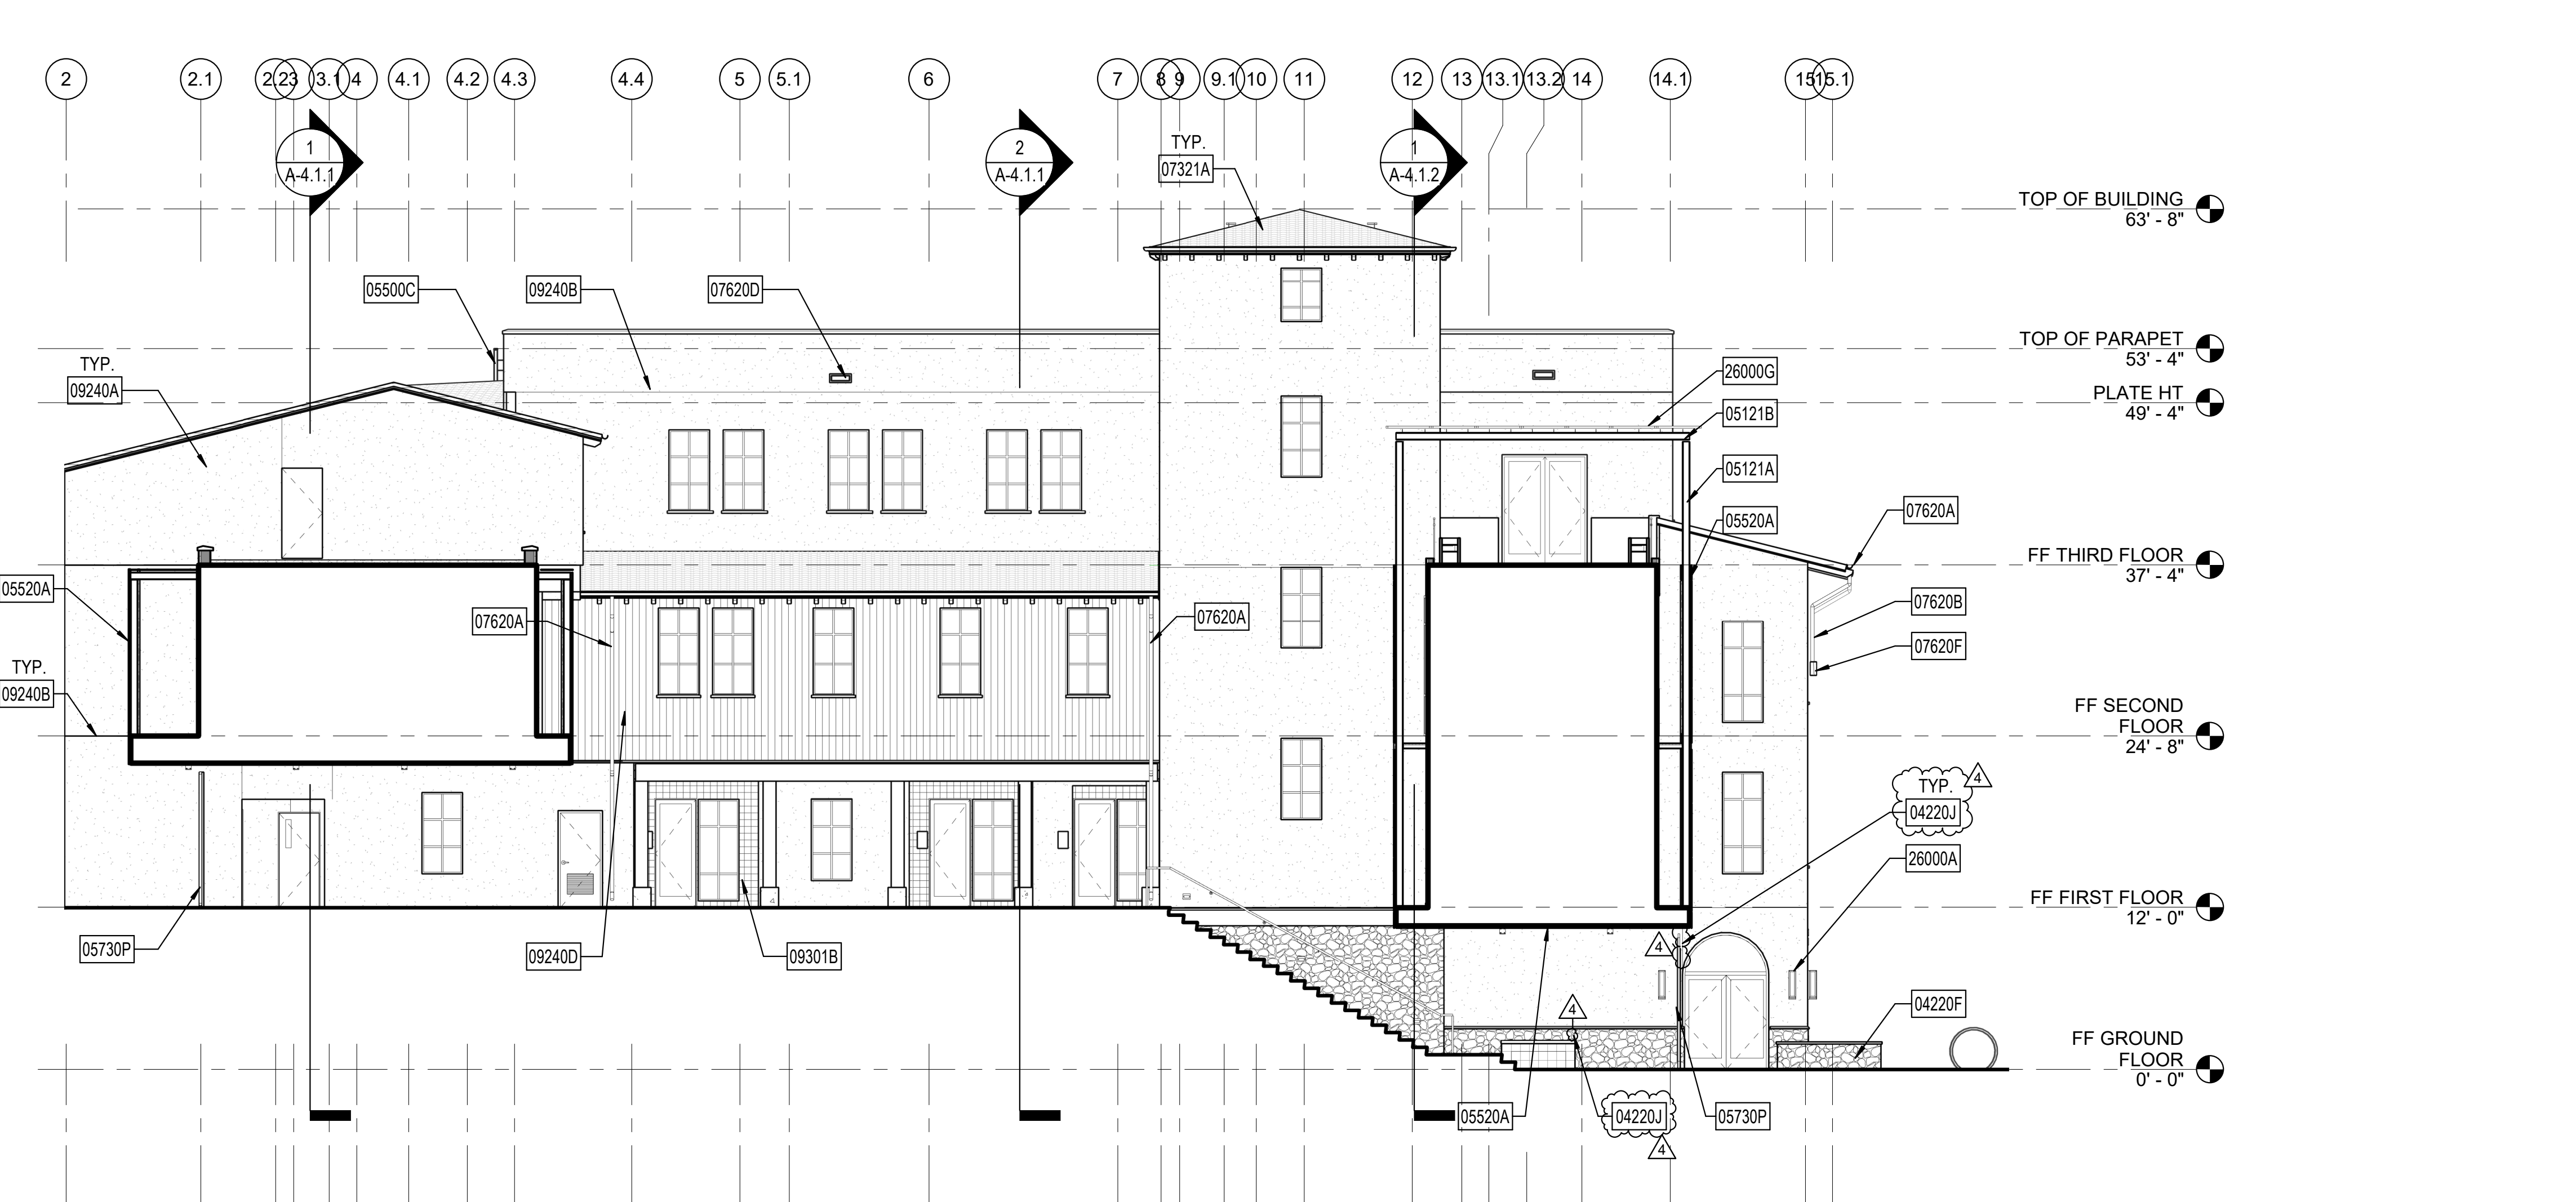 2
2.1
2.2
3
3.1
4
4.1
4.2
4.3
4.4
5
5.1
6
7
8
9
9.1
10
11
12
13
13.1
13.2
14
14.1
15
15.1
1
A-4.1.1
2
A-4.1.1
TYP.
07321A
1
A-4.1.2
TOP OF BUILDING
63' - 8"
05500C
09240B
07620D
TOP OF PARAPET
53' - 4"
TYP.
09240A
26000G
PLATE HT
49' - 4"
05121B
05121A
05520A
07620A
FF THIRD FLOOR
37' - 4"
05520A
07620A
07620A
07620B
07620F
TYP.
09240B
FF SECOND
FLOOR
24' - 8"
TYP.
4
04220J
26000A
FF FIRST FLOOR
12' - 0"
05730P
09240D
09301B
4
04220F
4
FF GROUND
FLOOR
0' - 0"
05520A
04220J
05730P
4